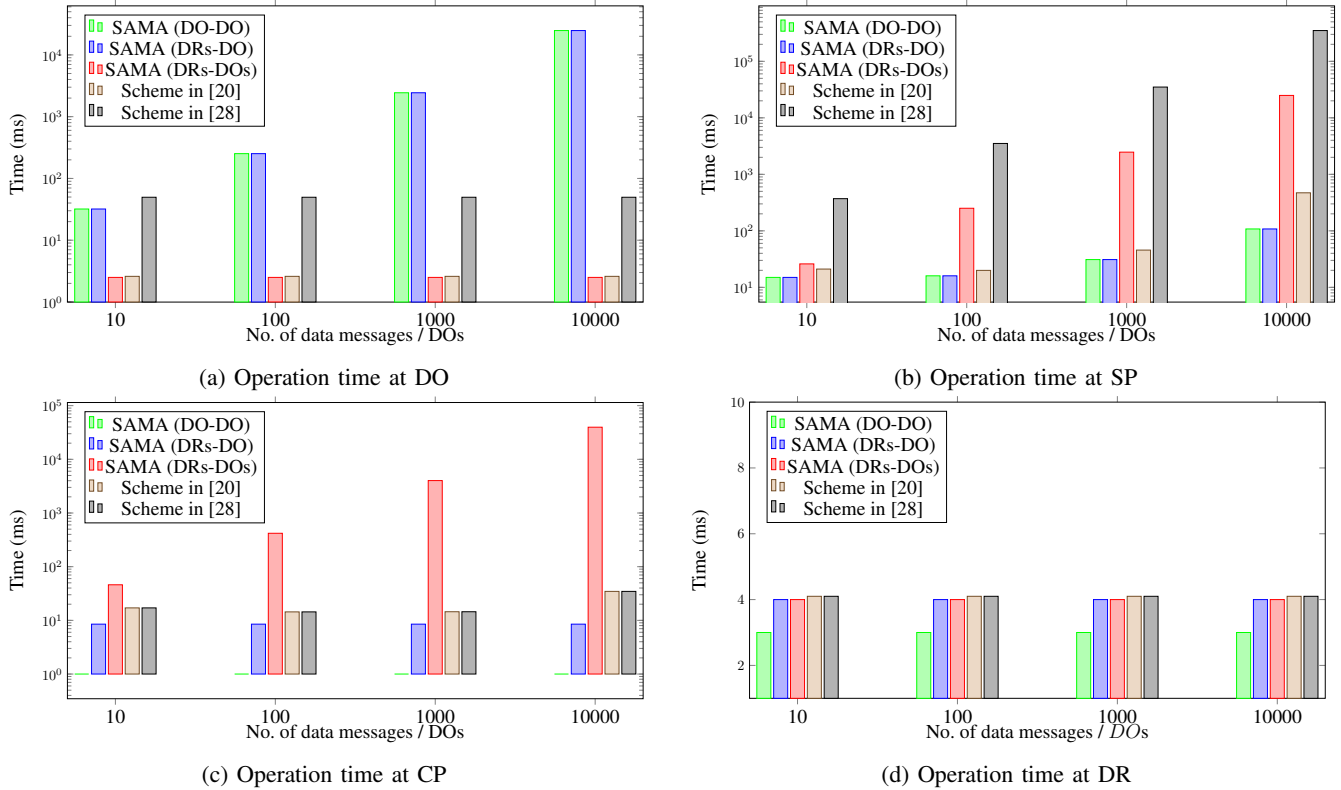 10^4
10^3
10^2
10^1
10^0
Time (ms)
SAMA (DO-DO)
SAMA (DRs-DO)
SAMA (DRs-DOs)
Scheme in [20]
Scheme in [28]
10
100
1000
10000
No. of data messages / DOs
(a) Operation time at DO
10^5
10^4
10^3
10^2
10^1
Time (ms)
SAMA (DO-DO)
SAMA (DRs-DO)
SAMA (DRs-DOs)
Scheme in [20]
Scheme in [28]
10
100
1000
10000
No. of data messages / DOs
(b) Operation time at SP
10^5
10^4
10^3
10^2
10^1
10^0
Time (ms)
SAMA (DO-DO)
SAMA (DRs-DO)
SAMA (DRs-DOs)
Scheme in [20]
Scheme in [28]
10
100
1000
10000
No. of data messages / DOs
(c) Operation time at CP
10
8
6
4
2
Time (ms)
SAMA (DO-DO)
SAMA (DRs-DO)
SAMA (DRs-DOs)
Scheme in [20]
Scheme in [28]
10
100
1000
10000
No. of data messages / DOs
(d) Operation time at DR